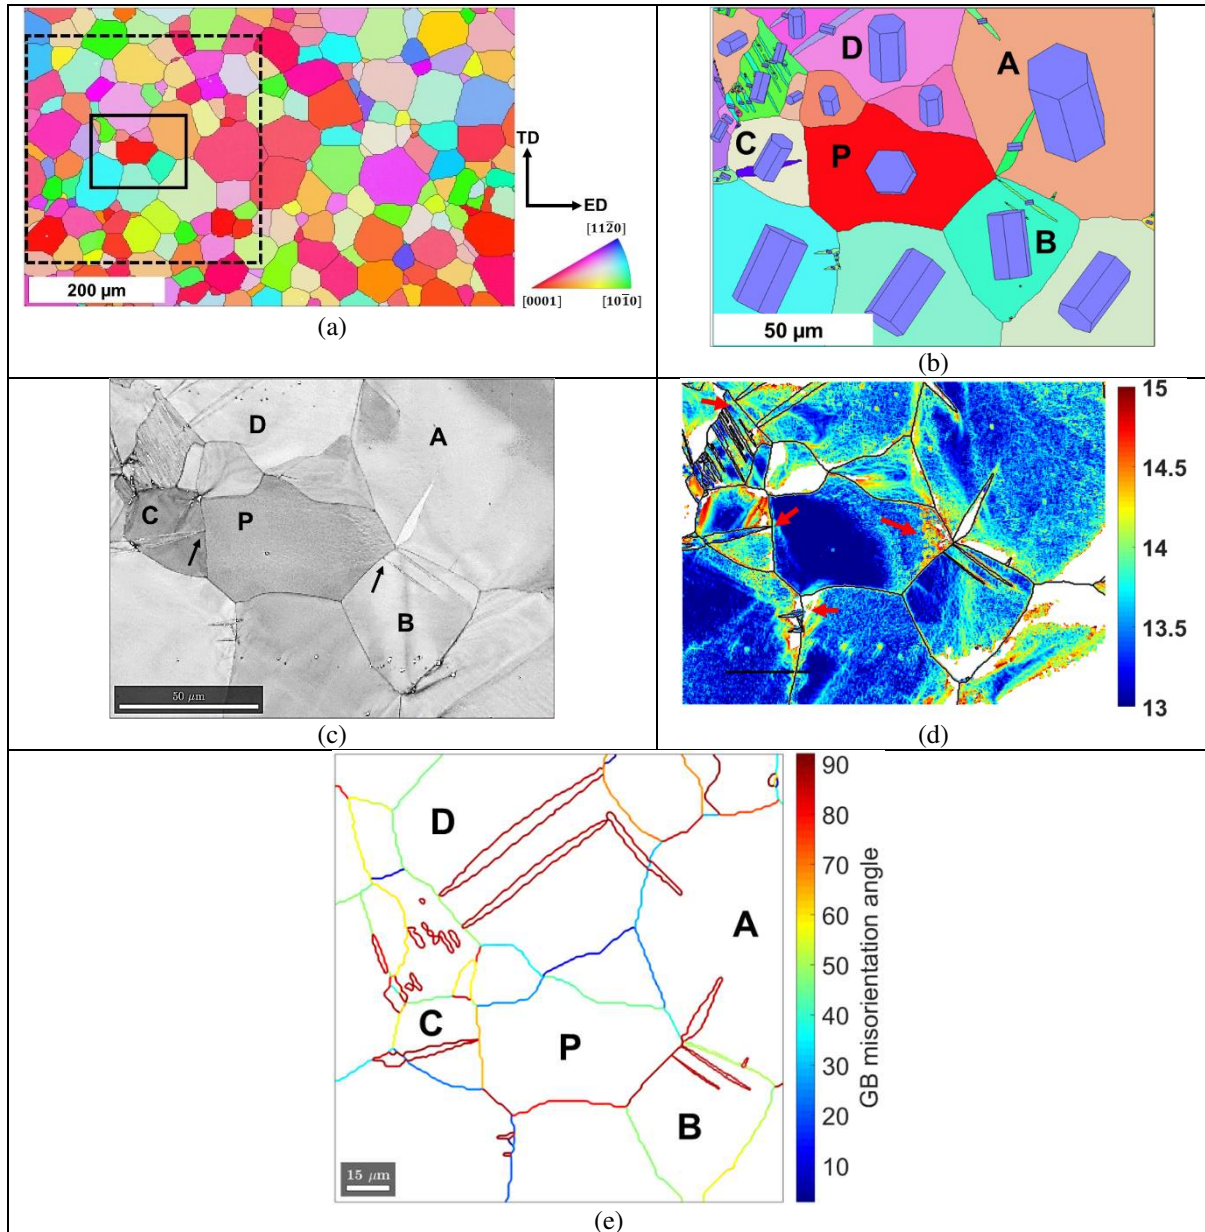 TD
ED
[112̄0]
[0001] [101̄0]
200 µm
(a)
D
A
C
P
B
50 µm
(b)
D
A
C
P
B
50 µm
(c)
15
14.5
14
13.5
13
(d)
D
A
C
P
B
15 µm
90
80
70
60
50
40
30
20
10
GB misorientation angle
(e)